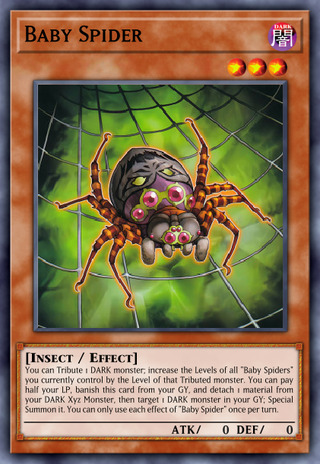 BABY SPIDER
DARK
闇
[INSECT / EFFECT]
You can Tribute 1 DARK monster; increase the Levels of all "Baby Spiders"
you currently control by the Level of that Tributed monster. You can pay
half your LP, banish this card from your GY, and detach 1 material from
your DARK Xyz Monster, then target 1 DARK monster in your GY; Special
Summon it. You can only use each effect of "Baby Spider" once per turn.
ATK/ 0 DEF/ 0